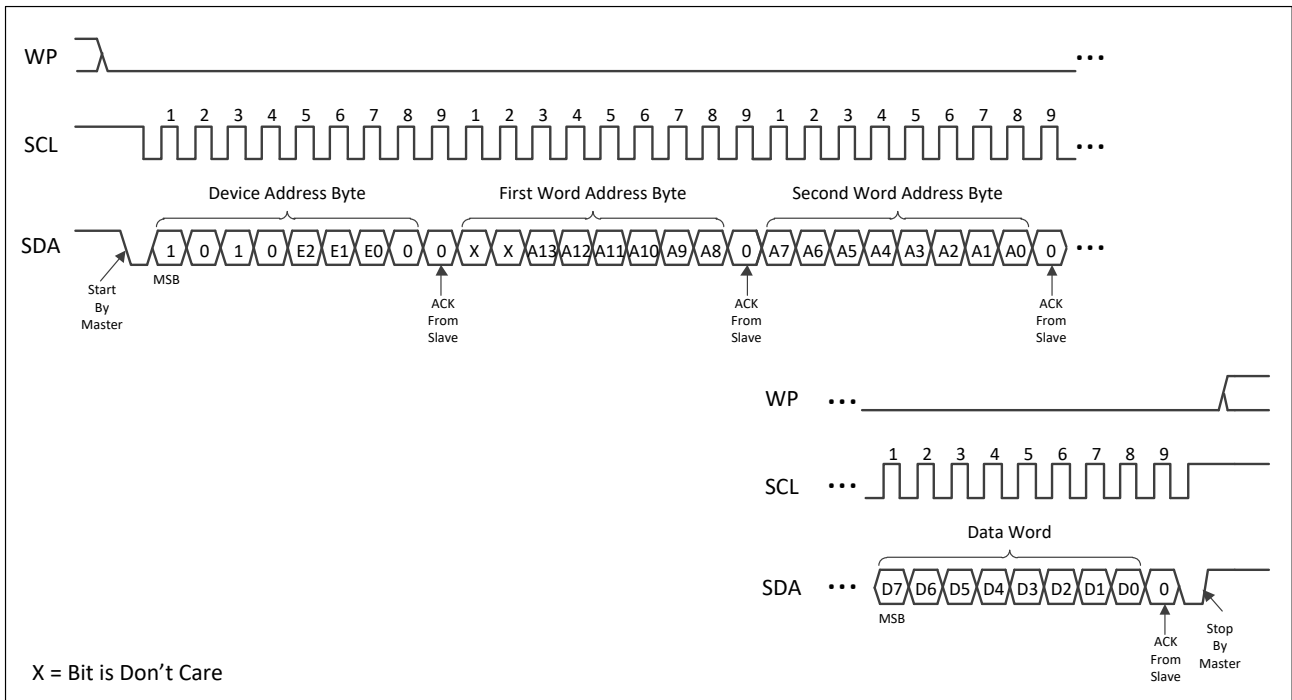 WP ...
1 2 3 4 5 6 7 8 9 1 2 3 4 5 6 7 8 9 1 2 3 4 5 6 7 8 9
SCL ...
Device Address Byte First Word Address Byte Second Word Address Byte
SDA 1 0 1 0 E2 E1 E0 0 0 X X A13 A12 A11 A10 A9 A8 0 A7 A6 A5 A4 A3 A2 A1 A0 0 ...
MSB
Start
By
Master
ACK
From
Slave
ACK
From
Slave
ACK
From
Slave
WP ...
1 2 3 4 5 6 7 8 9
SCL ...
Data Word
SDA ... D7 D6 D5 D4 D3 D2 D1 D0 0
MSB
ACK
From
Slave
Stop
By
Master
X = Bit is Don’t Care